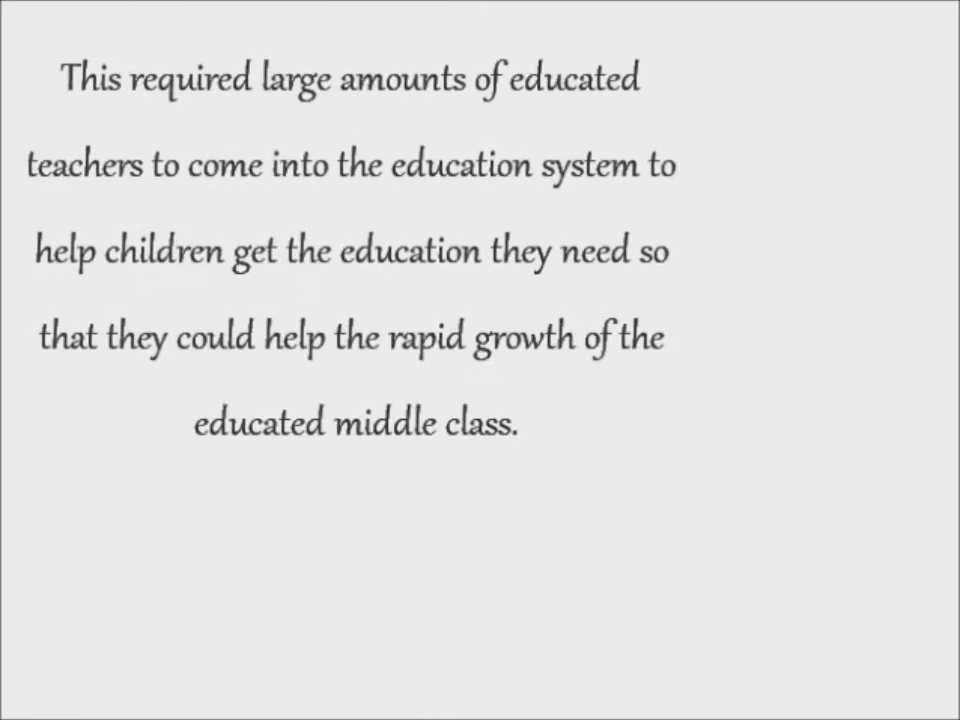 This required large amounts of educated
teachers to come into the education system to
help children get the education they need so
that they could help the rapid growth of the
educated middle class.